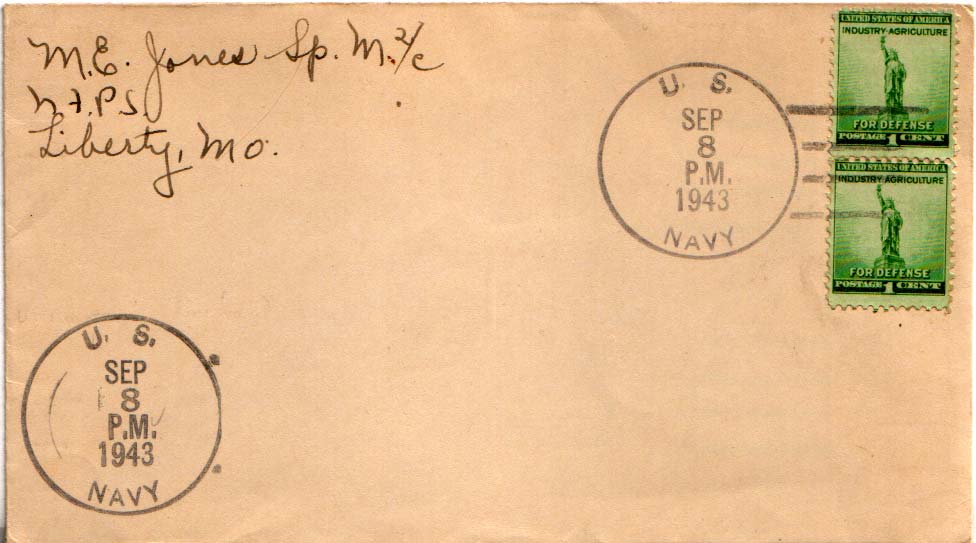 M.E. Jones Sp. M. 2/c
N.F.P.S
Liberty, Mo.
U. S.
SEP
8
P.M.
1943
NAVY
UNITED STATES OF AMERICA
INDUSTRY·AGRICULTURE
FOR DEFENSE
POSTAGE 1 CENT
UNITED STATES OF AMERICA
INDUSTRY AGRICULTURE
FOR DEFENSE
POSTAGE 1 CENT
U. S.
SEP
8
P.M.
1943
NAVY